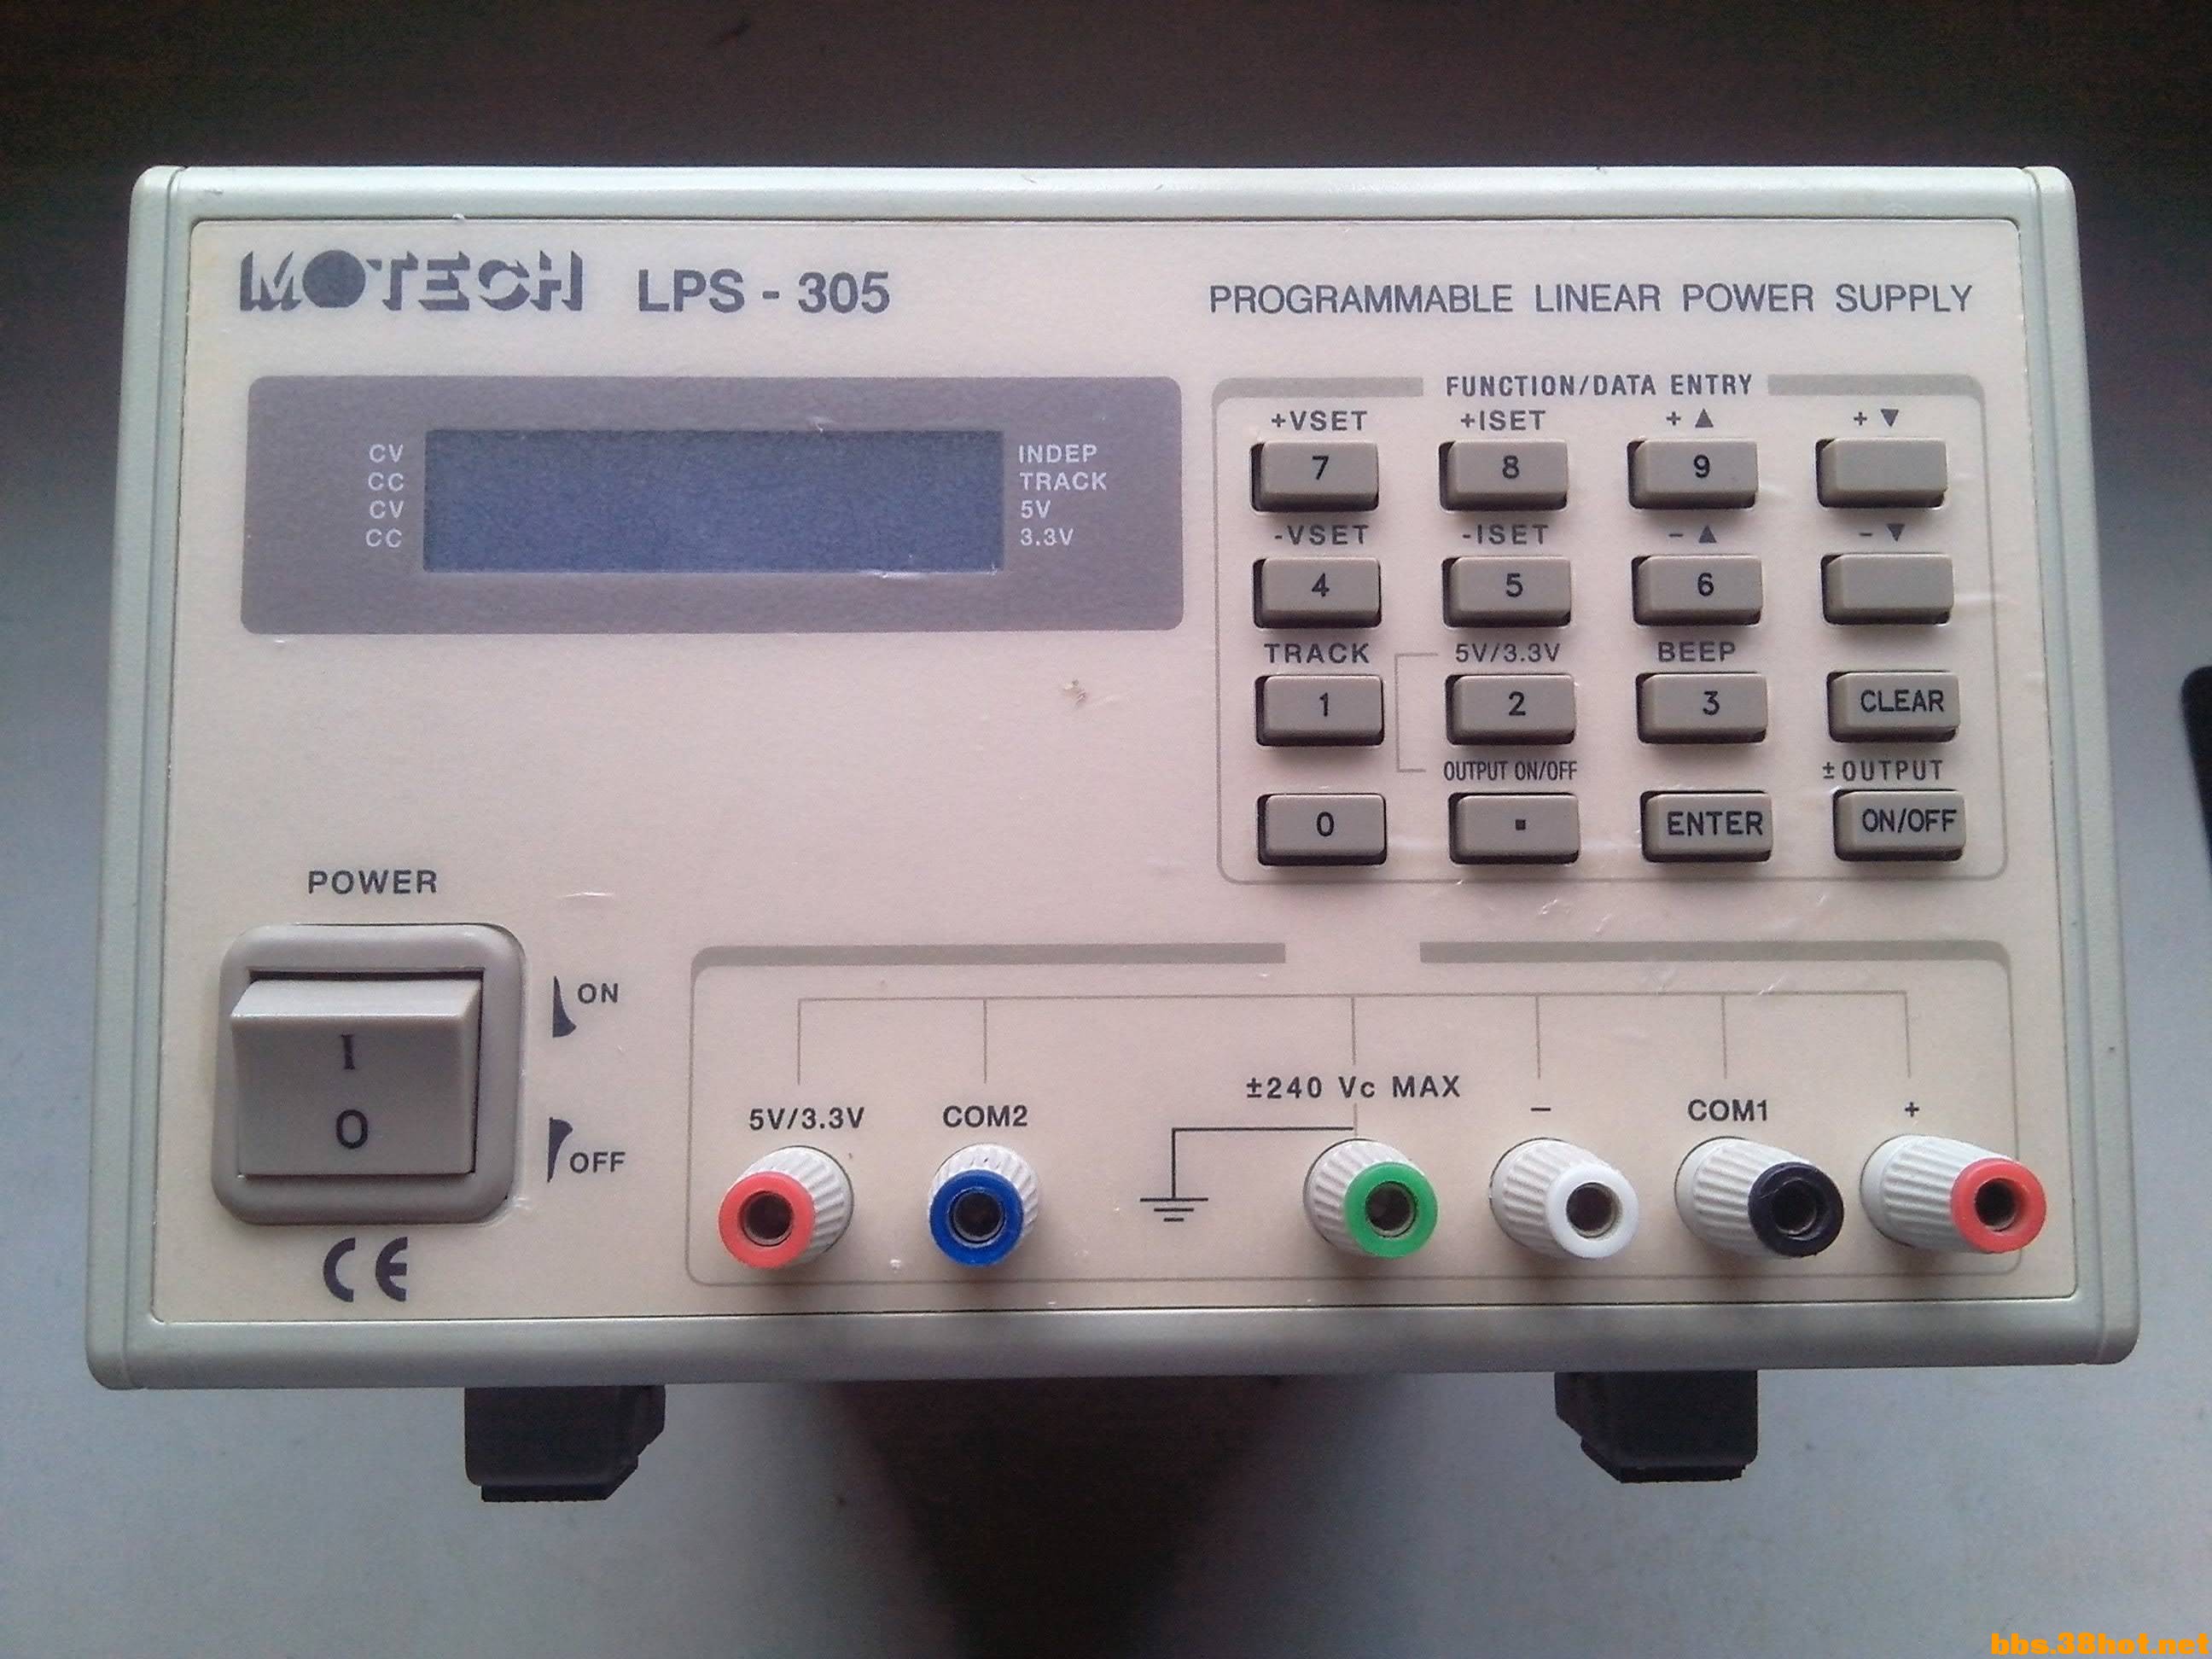 MOTECH LPS - 305
PROGRAMMABLE LINEAR POWER SUPPLY
CV
CC
CV
CC
INDEP
TRACK
5V
3.3V
FUNCTION/DATA ENTRY
+VSET +ISET + ▲ + ▼
7 8 9
-VSET -ISET - ▲ - ▼
4 5 6
TRACK 5V/3.3V BEEP
1 2 3 CLEAR
OUTPUT ON/OFF ±OUTPUT
0 . ENTER ON/OFF
POWER
I
O
ON
OFF
CE
5V/3.3V COM2 ±240 Vc MAX − COM1 +
bbs.38hot.net